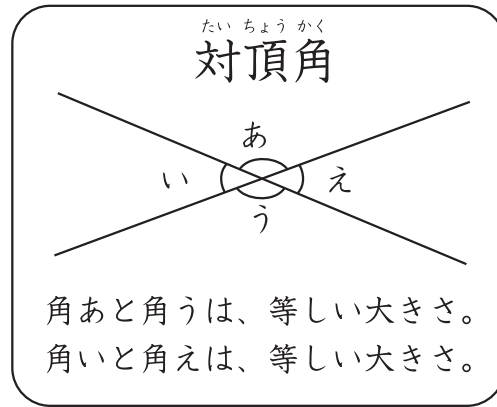 たい ちょう かく
対頂角
あ
い
え
う
角あと角うは、等しい大きさ。
角いと角えは、等しい大きさ。